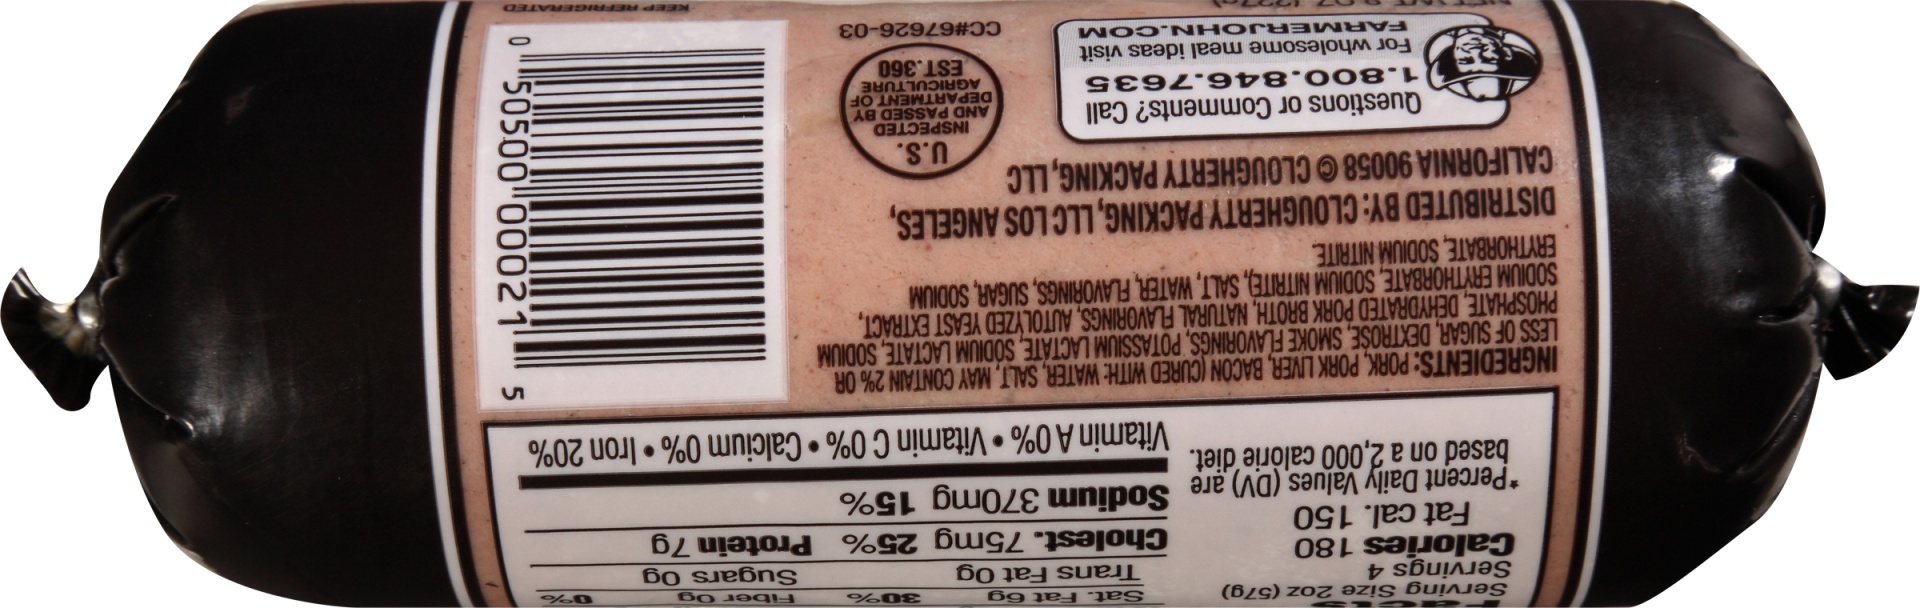 Facts
Serving Size 2oz (57g)
Servings 4
Calories 180
Fat cal. 150
*Percent Daily Values (DV) are
based on a 2,000 calorie diet.
Sat. Fat 6g 30% Fiber 0g 0%
Trans Fat 0g Sugars 0g
Cholest. 75mg 25% Protein 7g
Sodium 370mg 15%
Vitamin A 0% • Vitamin C 0% • Calcium 0% • Iron 20%
INGREDIENTS: PORK, PORK LIVER, BACON (CURED WITH: WATER, SALT, MAY CONTAIN 2% OR
LESS OF SUGAR, DEXTROSE, SMOKE FLAVORINGS, POTASSIUM LACTATE, SODIUM LACTATE, SODIUM
PHOSPHATE, DEHYDRATED PORK BROTH, NATURAL FLAVORINGS, AUTOLYZED YEAST EXTRACT,
SODIUM ERYTHORBATE, SODIUM NITRITE), SALT, WATER, FLAVORINGS, SUGAR, SODIUM
ERYTHORBATE, SODIUM NITRITE
DISTRIBUTED BY: CLOUGHERTY PACKING, LLC LOS ANGELES,
CALIFORNIA 90058 © CLOUGHERTY PACKING, LLC
Questions or Comments? Call
1.800.846.7635
For wholesome meal ideas visit
FARMERJOHN.COM
U.S.
INSPECTED
AND PASSED BY
DEPARTMENT OF
AGRICULTURE
EST.360
CC#67626-03
0 50500 00021 5
NET WT 8 OZ (227g)
KEEP REFRIGERATED